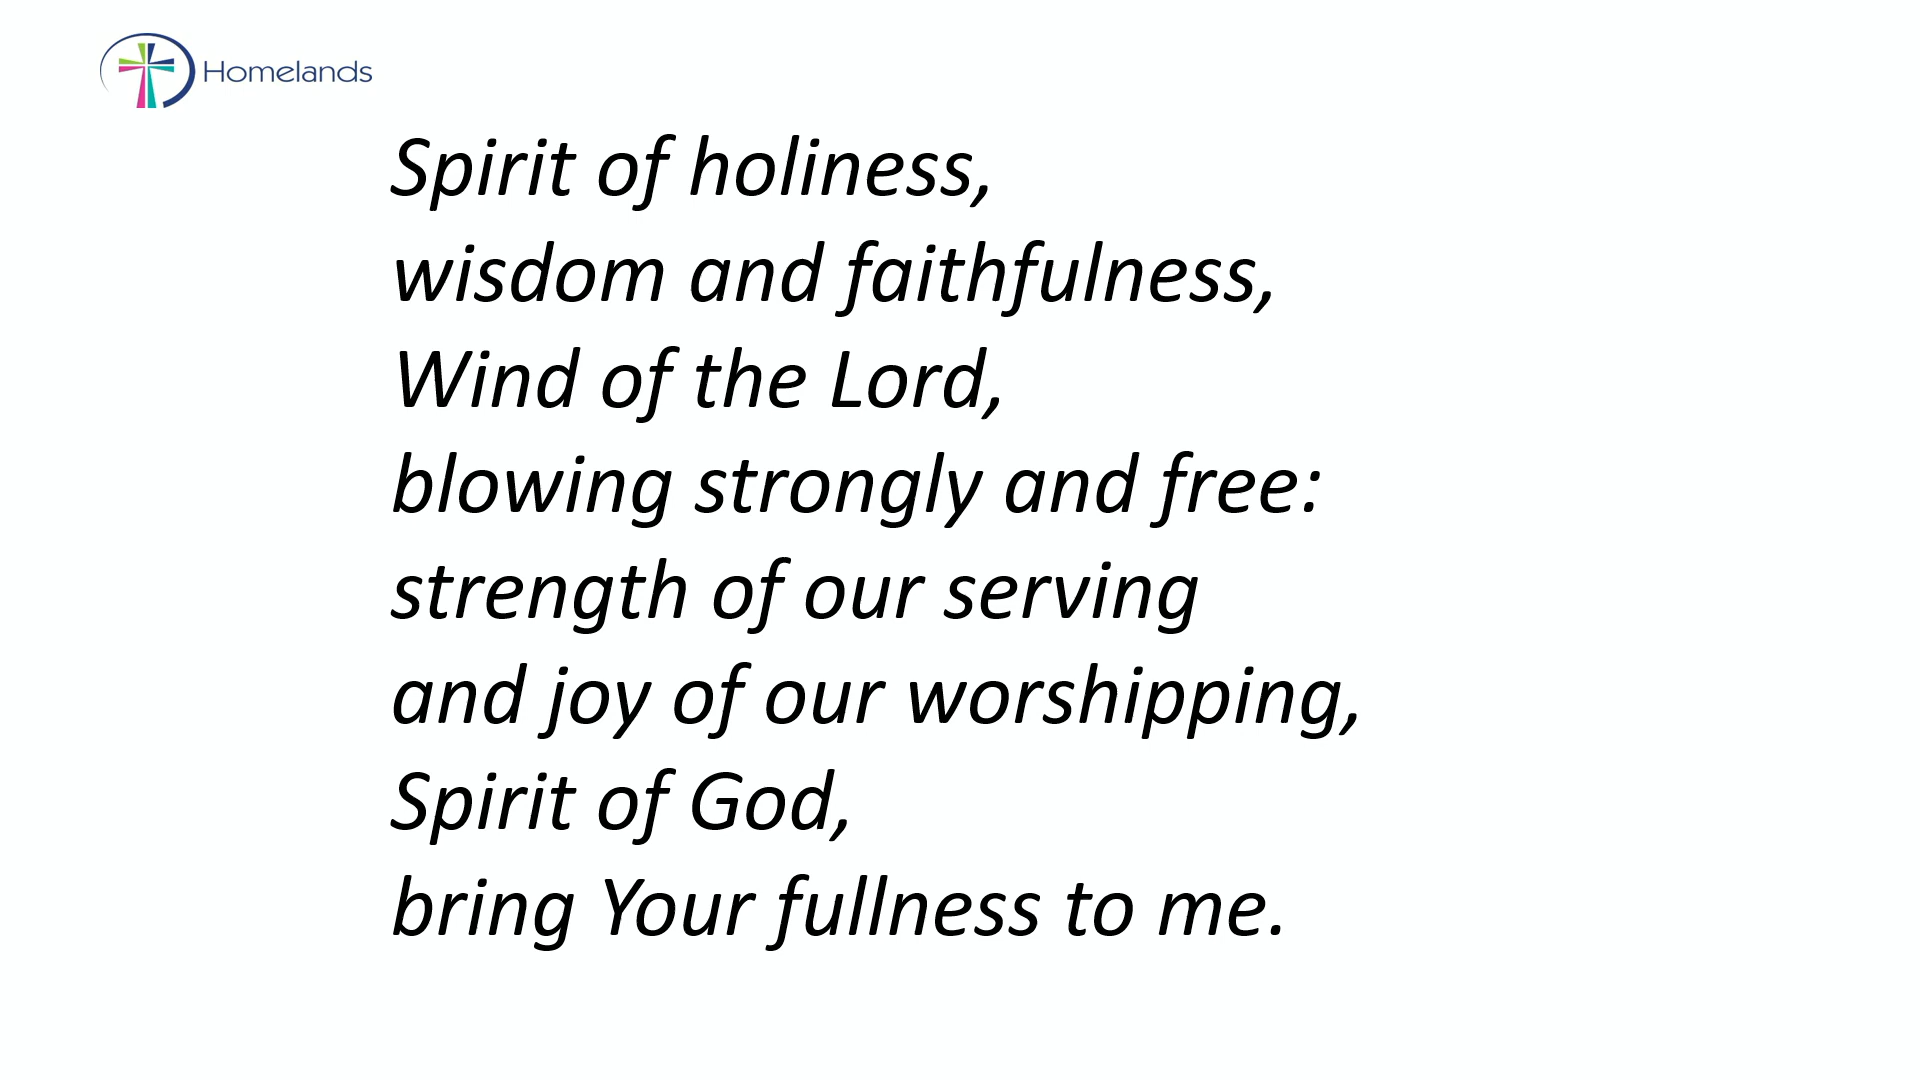 Homelands
Spirit of holiness,
wisdom and faithfulness,
Wind of the Lord,
blowing strongly and free:
strength of our serving
and joy of our worshipping,
Spirit of God,
bring Your fullness to me.